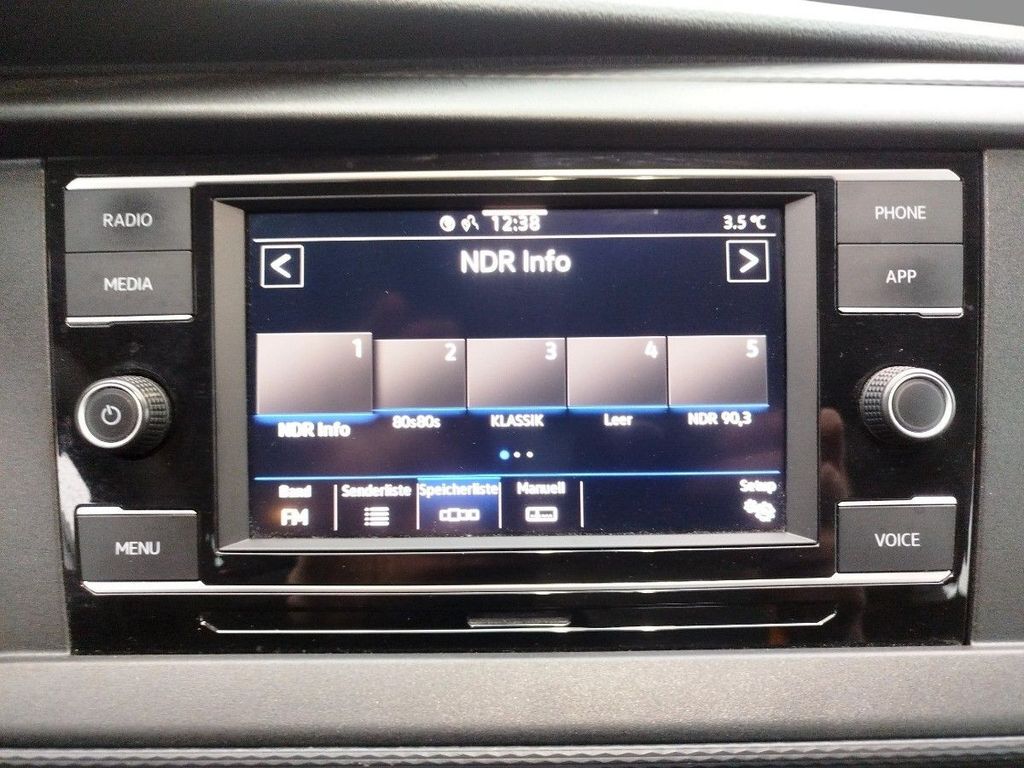 RADIO
MEDIA
MENU
12:38
3.5 °C
<
NDR Info
>
1
2
3
4
5
NDR Info
80s80s
KLASSIK
Leer
NDR 90,3
Band
FM
Senderliste
Speicherliste
Manuell
Setup
PHONE
APP
VOICE